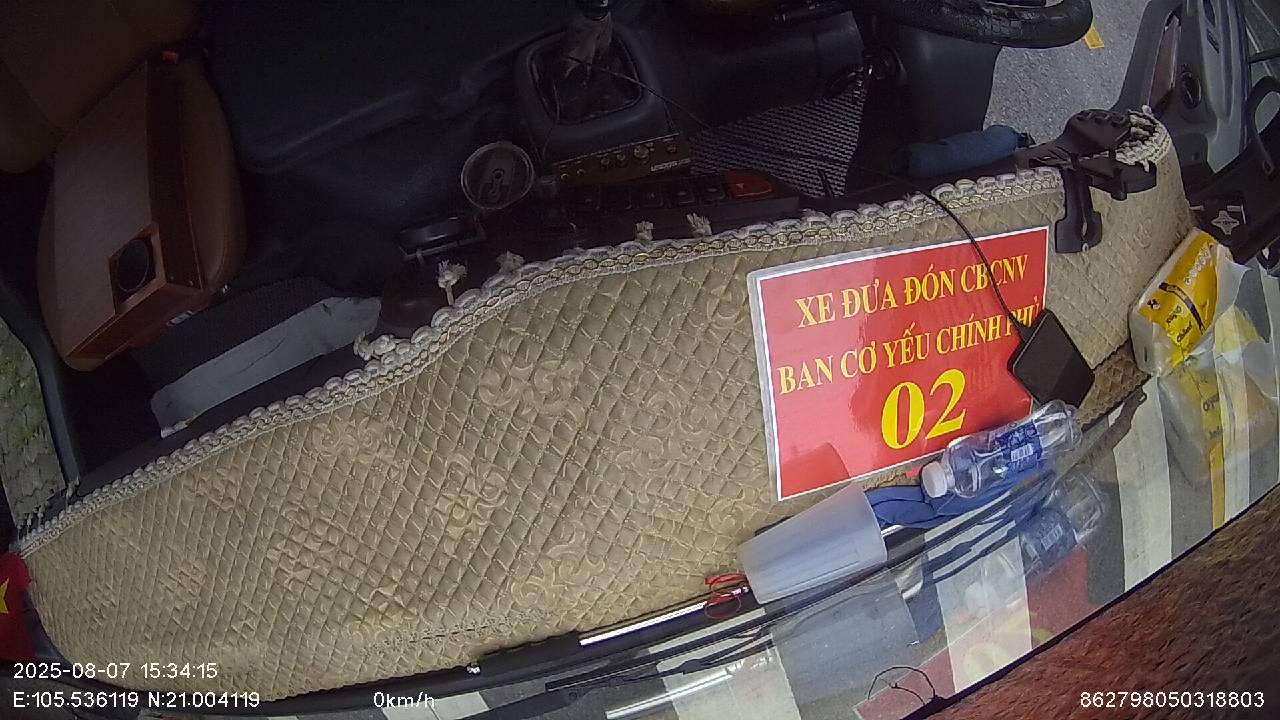 XE ĐƯA ĐÓN CBCNV
BAN CƠ YẾU CHÍNH PHỦ
02
2025-08-07 15:34:15
E:105.536119 N:21.004119
0km/h
862798050318803